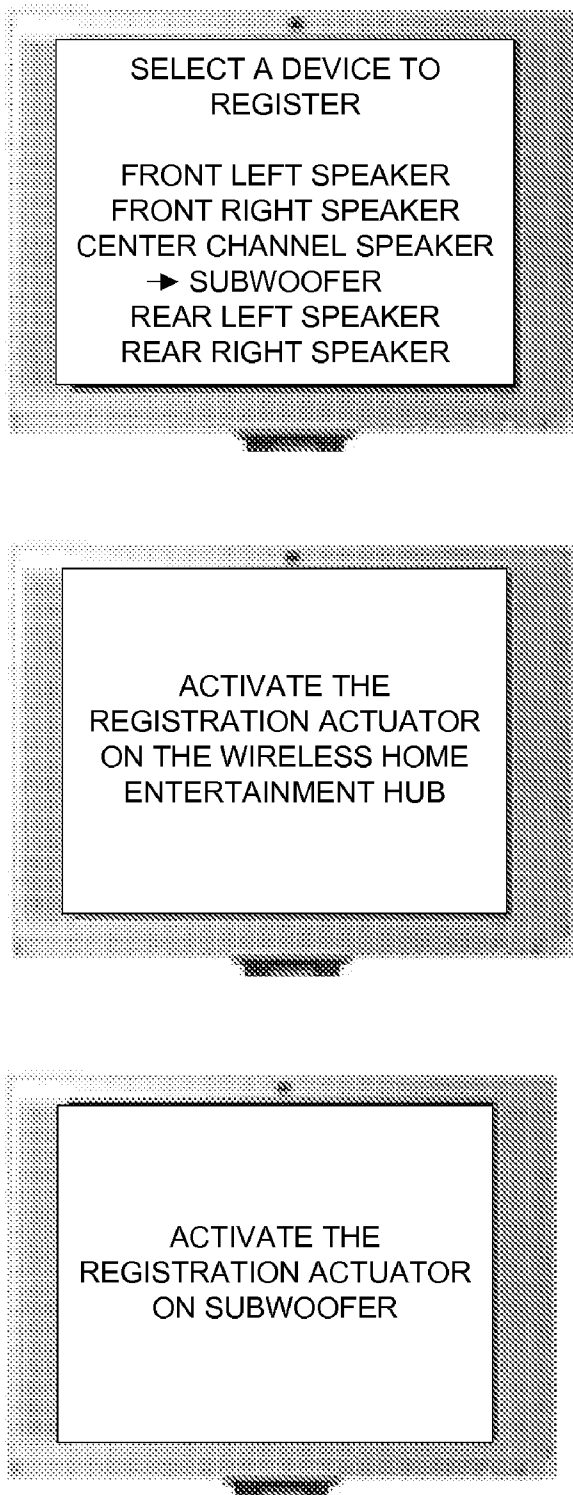 SELECT A DEVICE TO
REGISTER
FRONT LEFT SPEAKER
FRONT RIGHT SPEAKER
CENTER CHANNEL SPEAKER
→ SUBWOOFER
REAR LEFT SPEAKER
REAR RIGHT SPEAKER
ACTIVATE THE
REGISTRATION ACTUATOR
ON THE WIRELESS HOME
ENTERTAINMENT HUB
ACTIVATE THE
REGISTRATION ACTUATOR
ON SUBWOOFER